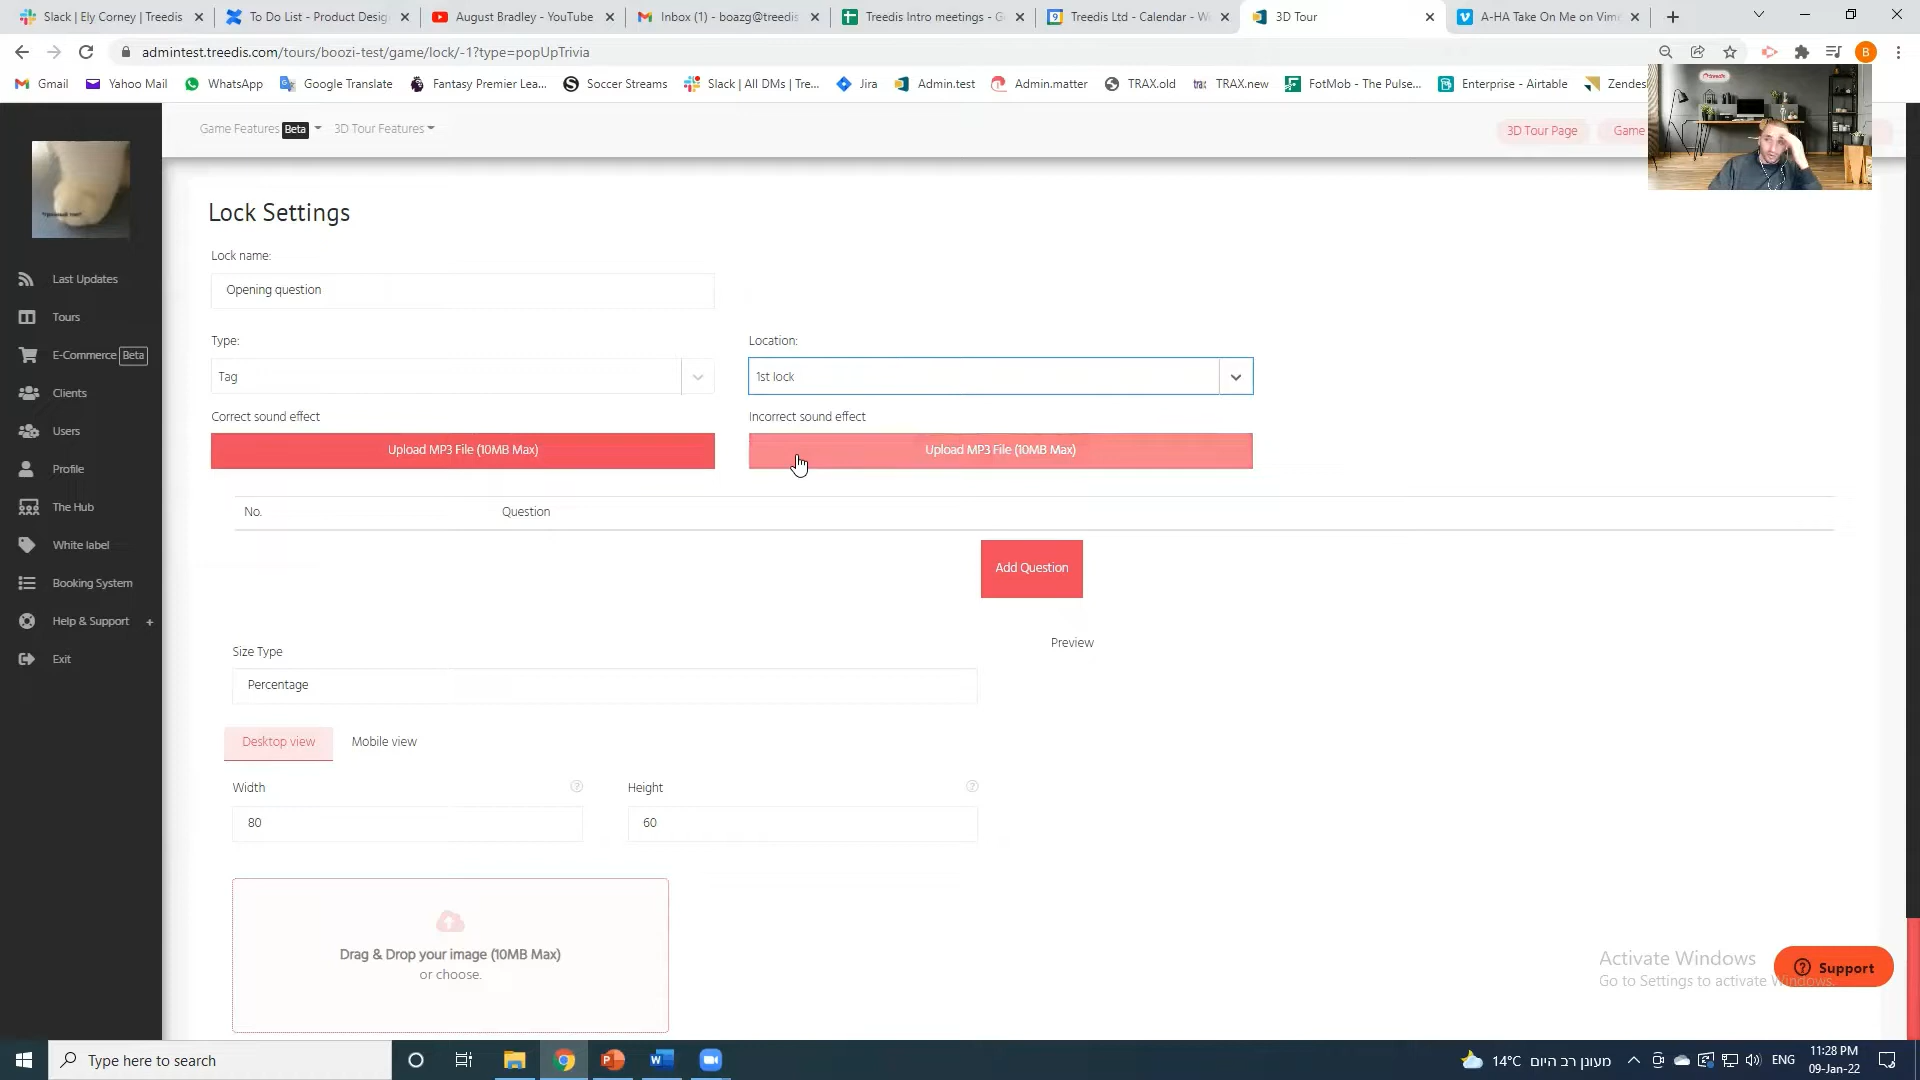 Slack | Ely Corney | Treedis
To Do List - Product Desig
August Bradley - YouTube
Inbox (1) - boazg@treedis
Treedis Intro meetings - G
Treedis Ltd - Calendar - W
3D Tour
A-HA Take On Me on Vim
admintest.treedis.com/tours/boozi-test/game/lock/-1?type=popUpTrivia
B
Gmail
Yahoo Mail
WhatsApp
Google Translate
Fantasy Premier Lea...
Soccer Streams
Slack | All DMs | Tre...
Jira
Admin.test
Admin.matter
TRAX.old
TRAX.new
FotMob - The Pulse...
Enterprise - Airtable
Zendes
Game Features Beta
3D Tour Features
3D Tour Page
Game
Last Updates
Tours
E-Commerce Beta
Clients
Users
Profile
The Hub
White label
Booking System
Help & Support +
Exit
Lock Settings
Lock name:
Opening question
Type:
Location:
Tag
1st lock
Correct sound effect
Incorrect sound effect
Upload MP3 File (10MB Max)
Upload MP3 File (10MB Max)
No.
Question
Add Question
Size Type
Preview
Percentage
Desktop view
Mobile view
Width
Height
80
60
Drag & Drop your image (10MB Max)
or choose.
Activate Windows
Go to Settings to activate Windows.
Support
Type here to search
14°C מעונן רב היום
ENG
11:28 PM
09-Jan-22